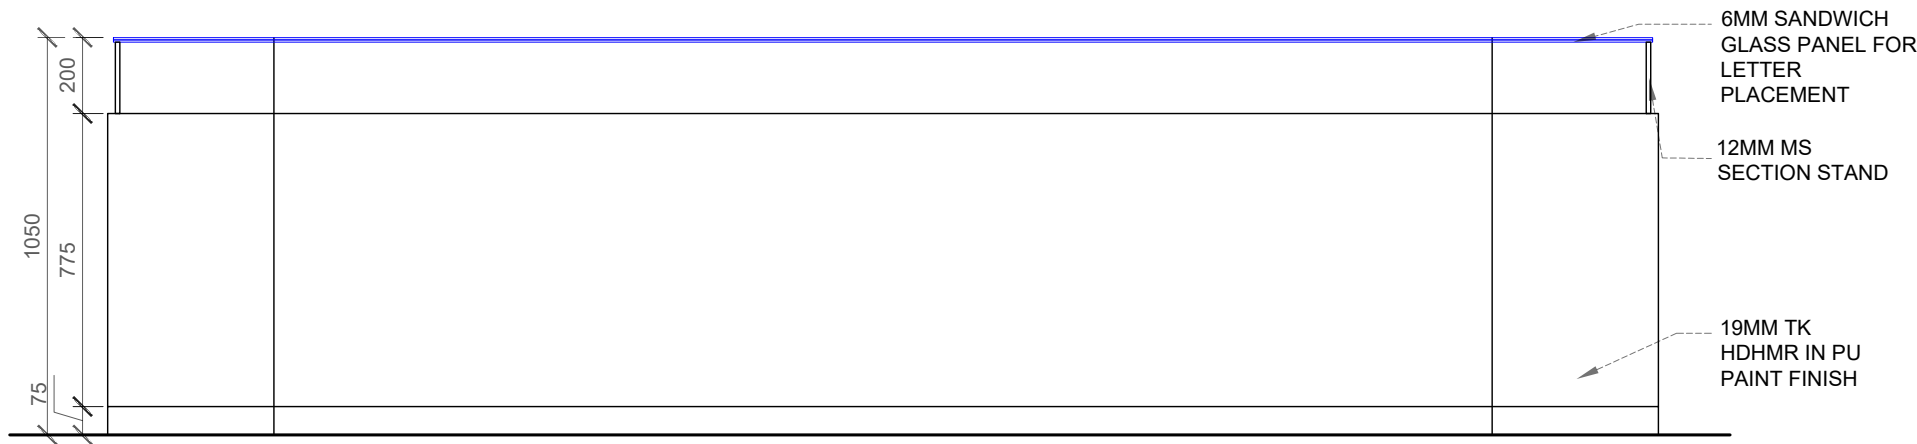 6MM SANDWICH
GLASS PANEL FOR
LETTER
PLACEMENT
200
12MM MS
SECTION STAND
1050
775
19MM TK
HDHMR IN PU
PAINT FINISH
75